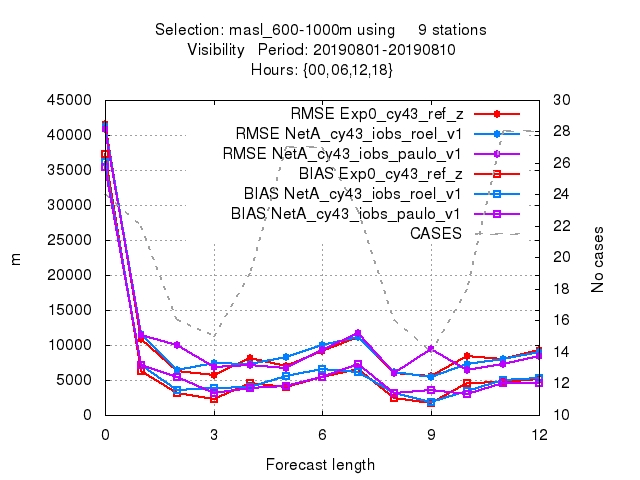 Selection: masl_600-1000m using 9 stations
Visibility Period: 20190801-20190810
Hours: {00,06,12,18}
45000
40000
35000
30000
25000
20000
15000
10000
5000
0
m
RMSE Exp0_cy43_ref_z
RMSE NetA_cy43_iobs_roel_v1
RMSE NetA_cy43_iobs_paulo_v1
BIAS Exp0_cy43_ref_z
BIAS NetA_cy43_iobs_roel_v1
BIAS NetA_cy43_iobs_paulo_v1
CASES
30
28
26
24
22
20
18
16
14
12
10
No cases
0 3 6 9 12
Forecast length